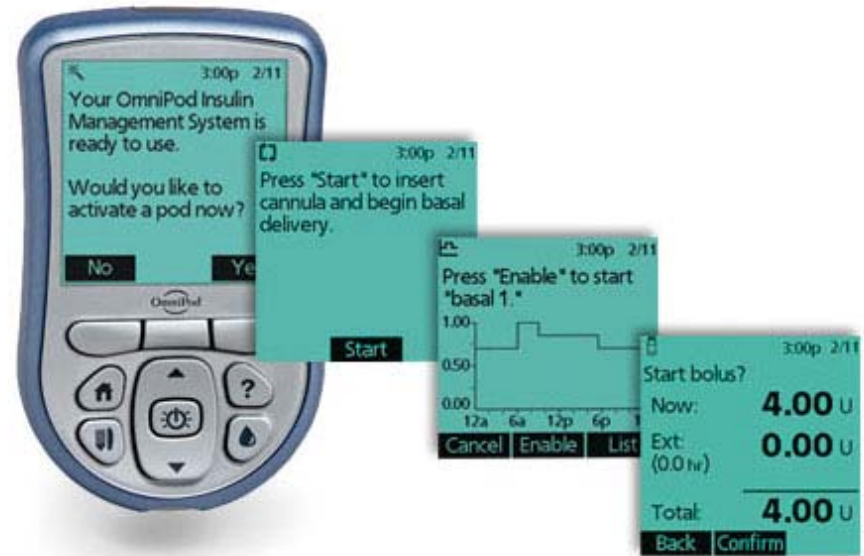 3:00p 2/11
Your OmniPod Insulin
Management System is
ready to use.
Would you like to
activate a pod now?
No
OmniPod
?
3:00p 2/11
Press "Start" to insert
cannula and begin basal
delivery.
Start
3:00p 2/11
Press "Enable" to start
"basal 1."
1.00
0.50
0.00
12a 6a 12p 6p
Cancel Enable List
3:00p 2/11
Start bolus?
Now: 4.00 U
Ext: 0.00 U
(0.0 hr)
Total: 4.00 U
Back Confirm